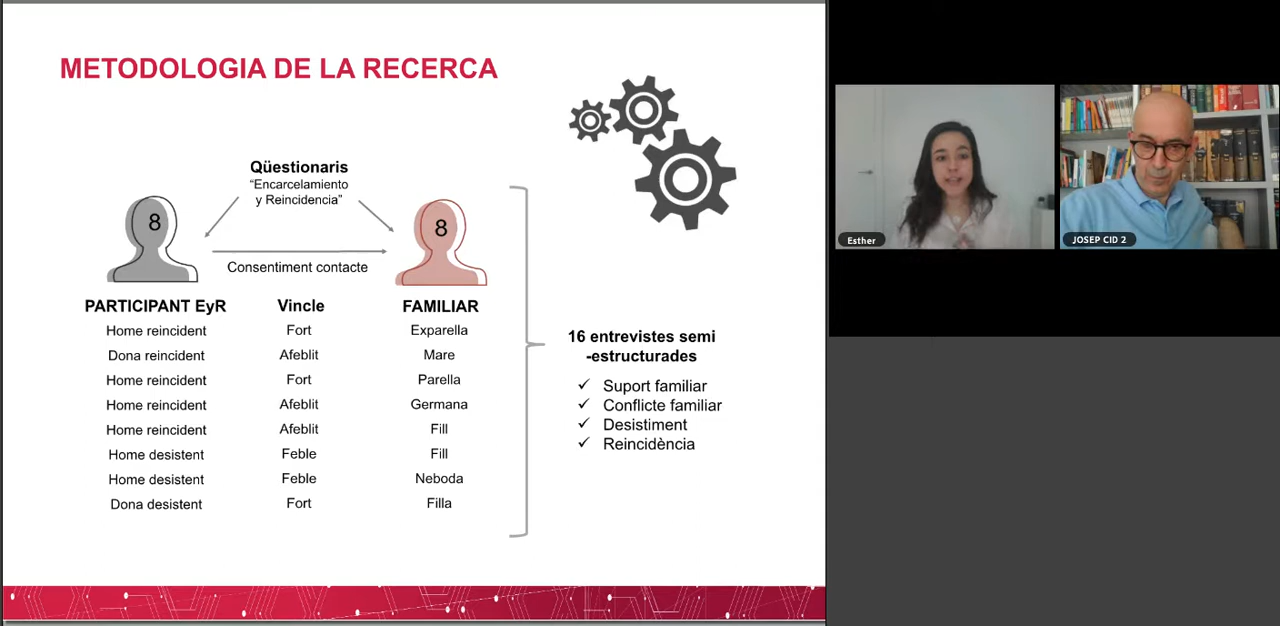 METODOLOGIA DE LA RECERCA
Qüestionaris
“Encarcelamiento
y Reincidencia”
8
8
Consentiment contacte
PARTICIPANT EyR Vincle FAMILIAR
Home reincident Fort Exparella
Dona reincident Afeblit Mare
Home reincident Fort Parella
Home reincident Afeblit Germana
Home reincident Afeblit Fill
Home desistent Feble Fill
Home desistent Feble Neboda
Dona desistent Fort Filla
16 entrevistes semi
-estructurades
✓ Suport familiar
✓ Conflicte familiar
✓ Desistiment
✓ Reincidència
Esther
JOSEP CID 2